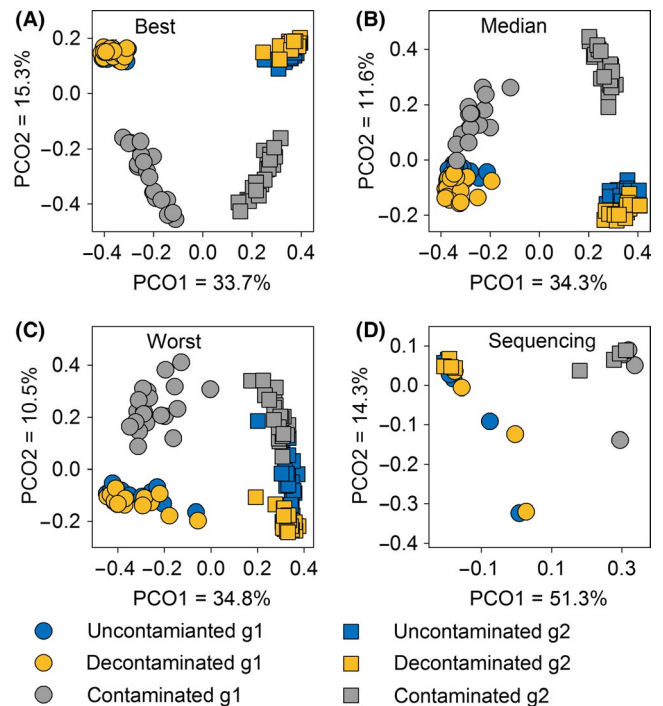 (A) Best
PCO2 = 15.3%
0.2
0.0
−0.2
−0.4
−0.4 −0.2 0.0 0.2 0.4
PCO1 = 33.7%
(B) Median
PCO2 = 11.6%
0.4
0.2
0.0
−0.2
−0.4 −0.2 0.0 0.2 0.4
PCO1 = 34.3%
(C) Worst
PCO2 = 10.5%
0.4
0.2
0.0
−0.2
−0.4 −0.2 0.0 0.2 0.4
PCO1 = 34.8%
(D) Sequencing
PCO2 = 14.3%
0.1
0.0
−0.1
−0.2
−0.3
−0.4
−0.1 0.1 0.3
PCO1 = 51.3%
Uncontamianted g1
Decontaminated g1
Contaminated g1
Uncontaminated g2
Decontaminated g2
Contaminated g2